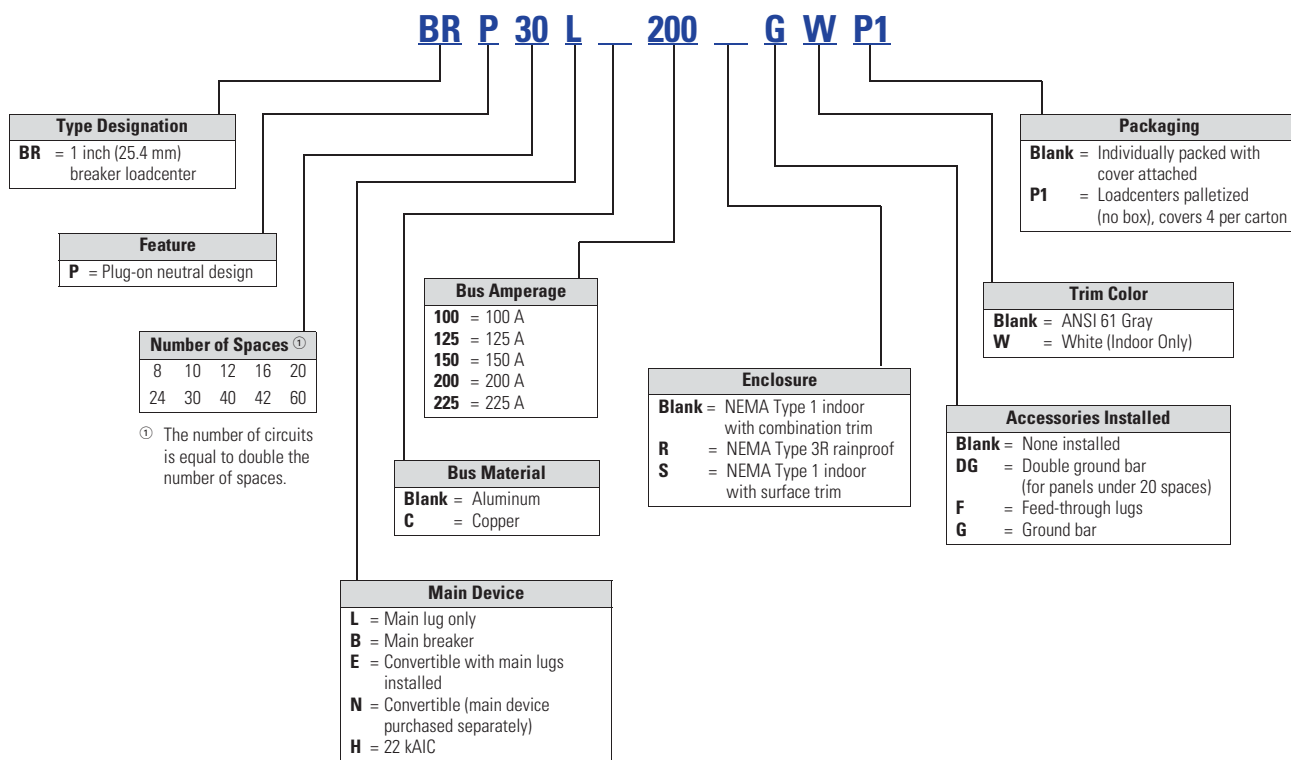 BR P 30 L 200 G W P1
Type Designation
BR = 1 inch (25.4 mm)
breaker loadcenter
Feature
P = Plug-on neutral design
Number of Spaces ①
8 10 12 16 20
24 30 40 42 60
① The number of circuits
is equal to double the
number of spaces.
Main Device
L = Main lug only
B = Main breaker
E = Convertible with main lugs
installed
N = Convertible (main device
purchased separately)
H = 22 kAIC
Bus Material
Blank = Aluminum
C = Copper
Bus Amperage
100 = 100 A
125 = 125 A
150 = 150 A
200 = 200 A
225 = 225 A
Enclosure
Blank = NEMA Type 1 indoor
with combination trim
R = NEMA Type 3R rainproof
S = NEMA Type 1 indoor
with surface trim
Accessories Installed
Blank = None installed
DG = Double ground bar
(for panels under 20 spaces)
F = Feed-through lugs
G = Ground bar
Trim Color
Blank = ANSI 61 Gray
W = White (Indoor Only)
Packaging
Blank = Individually packed with
cover attached
P1 = Loadcenters palletized
(no box), covers 4 per carton